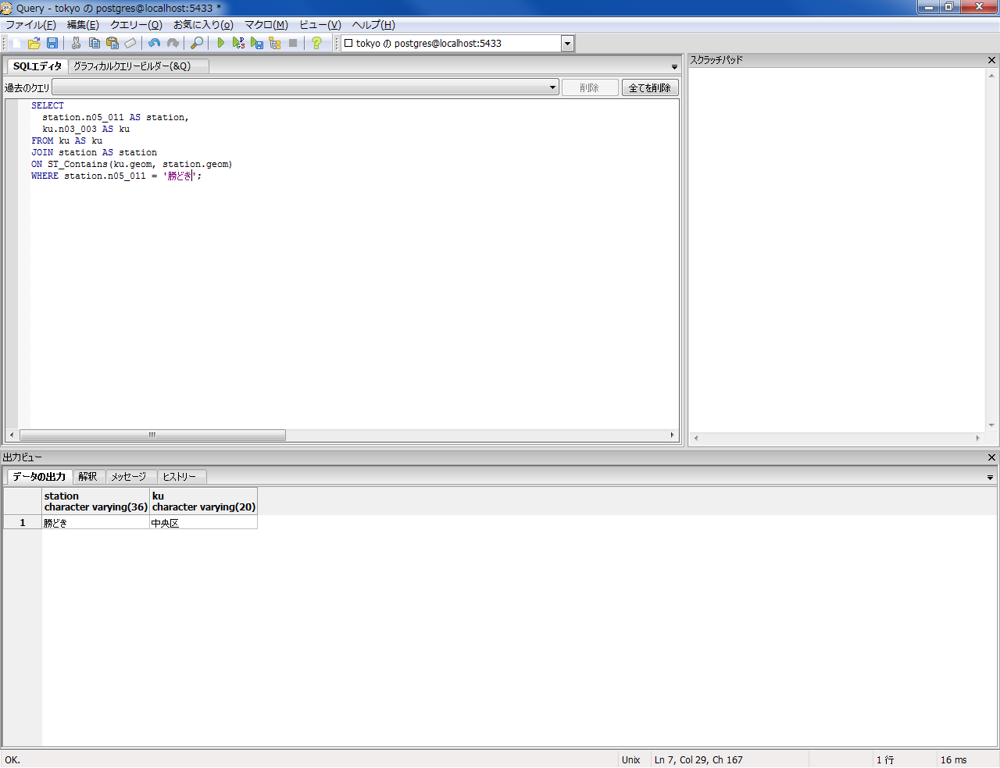 Query - tokyo の postgres@localhost:5433 *
ファイル(F) 編集(E) クエリー(Q) お気に入り(o) マクロ(M) ビュー(V) ヘルプ(H)
tokyo の postgres@localhost:5433
SQLエディタ グラフィカルクエリービルダー(&Q)
過去のクエリ 削除 全てを削除
SELECT
station.n05_011 AS station,
ku.n03_003 AS ku
FROM ku AS ku
JOIN station AS station
ON ST_Contains(ku.geom, station.geom)
WHERE station.n05_011 = '勝どき';
スクラッチパッド
出力ビュー
データの出力 解釈 メッセージ ヒストリー
station ku
character varying(36) character varying(20)
1 勝どき 中央区
OK. Unix Ln 7, Col 29, Ch 167 1 行 16 ms